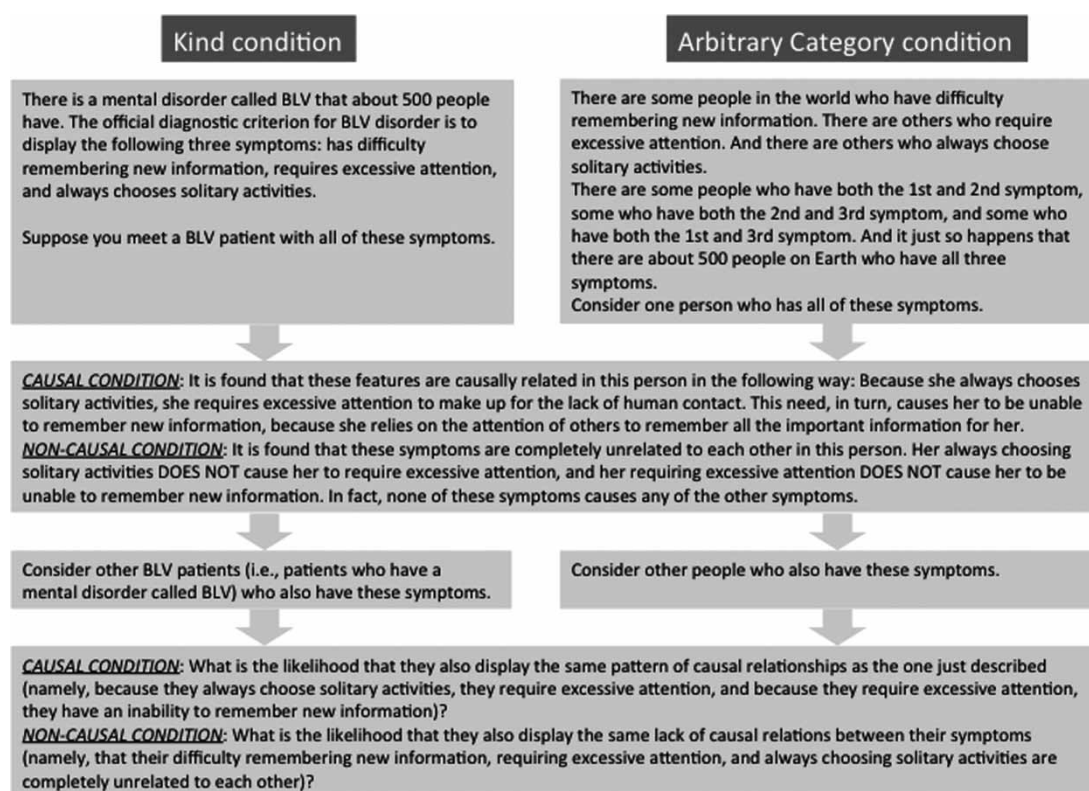 Kind condition
Arbitrary Category condition
There is a mental disorder called BLV that about 500 people
have. The official diagnostic criterion for BLV disorder is to
display the following three symptoms: has difficulty
remembering new information, requires excessive attention,
and always chooses solitary activities.
Suppose you meet a BLV patient with all of these symptoms.
There are some people in the world who have difficulty
remembering new information. There are others who require
excessive attention. And there are others who always choose
solitary activities.
There are some people who have both the 1st and 2nd symptom,
some who have both the 2nd and 3rd symptom, and some who
have both the 1st and 3rd symptom. And it just so happens that
there are about 500 people on Earth who have all three
symptoms.
Consider one person who has all of these symptoms.
CAUSAL CONDITION: It is found that these features are causally related in this person in the following way: Because she always chooses
solitary activities, she requires excessive attention to make up for the lack of human contact. This need, in turn, causes her to be unable
to remember new information, because she relies on the attention of others to remember all the important information for her.
NON-CAUSAL CONDITION: It is found that these symptoms are completely unrelated to each other in this person. Her always choosing
solitary activities DOES NOT cause her to require excessive attention, and her requiring excessive attention DOES NOT cause her to be
unable to remember new information. In fact, none of these symptoms causes any of the other symptoms.
Consider other BLV patients (i.e., patients who have a
mental disorder called BLV) who also have these symptoms.
Consider other people who also have these symptoms.
CAUSAL CONDITION: What is the likelihood that they also display the same pattern of causal relationships as the one just described
(namely, because they always choose solitary activities, they require excessive attention, and because they require excessive attention,
they have an inability to remember new information)?
NON-CAUSAL CONDITION: What is the likelihood that they also display the same lack of causal relations between their symptoms
(namely, that their difficulty remembering new information, requiring excessive attention, and always choosing solitary activities are
completely unrelated to each other)?